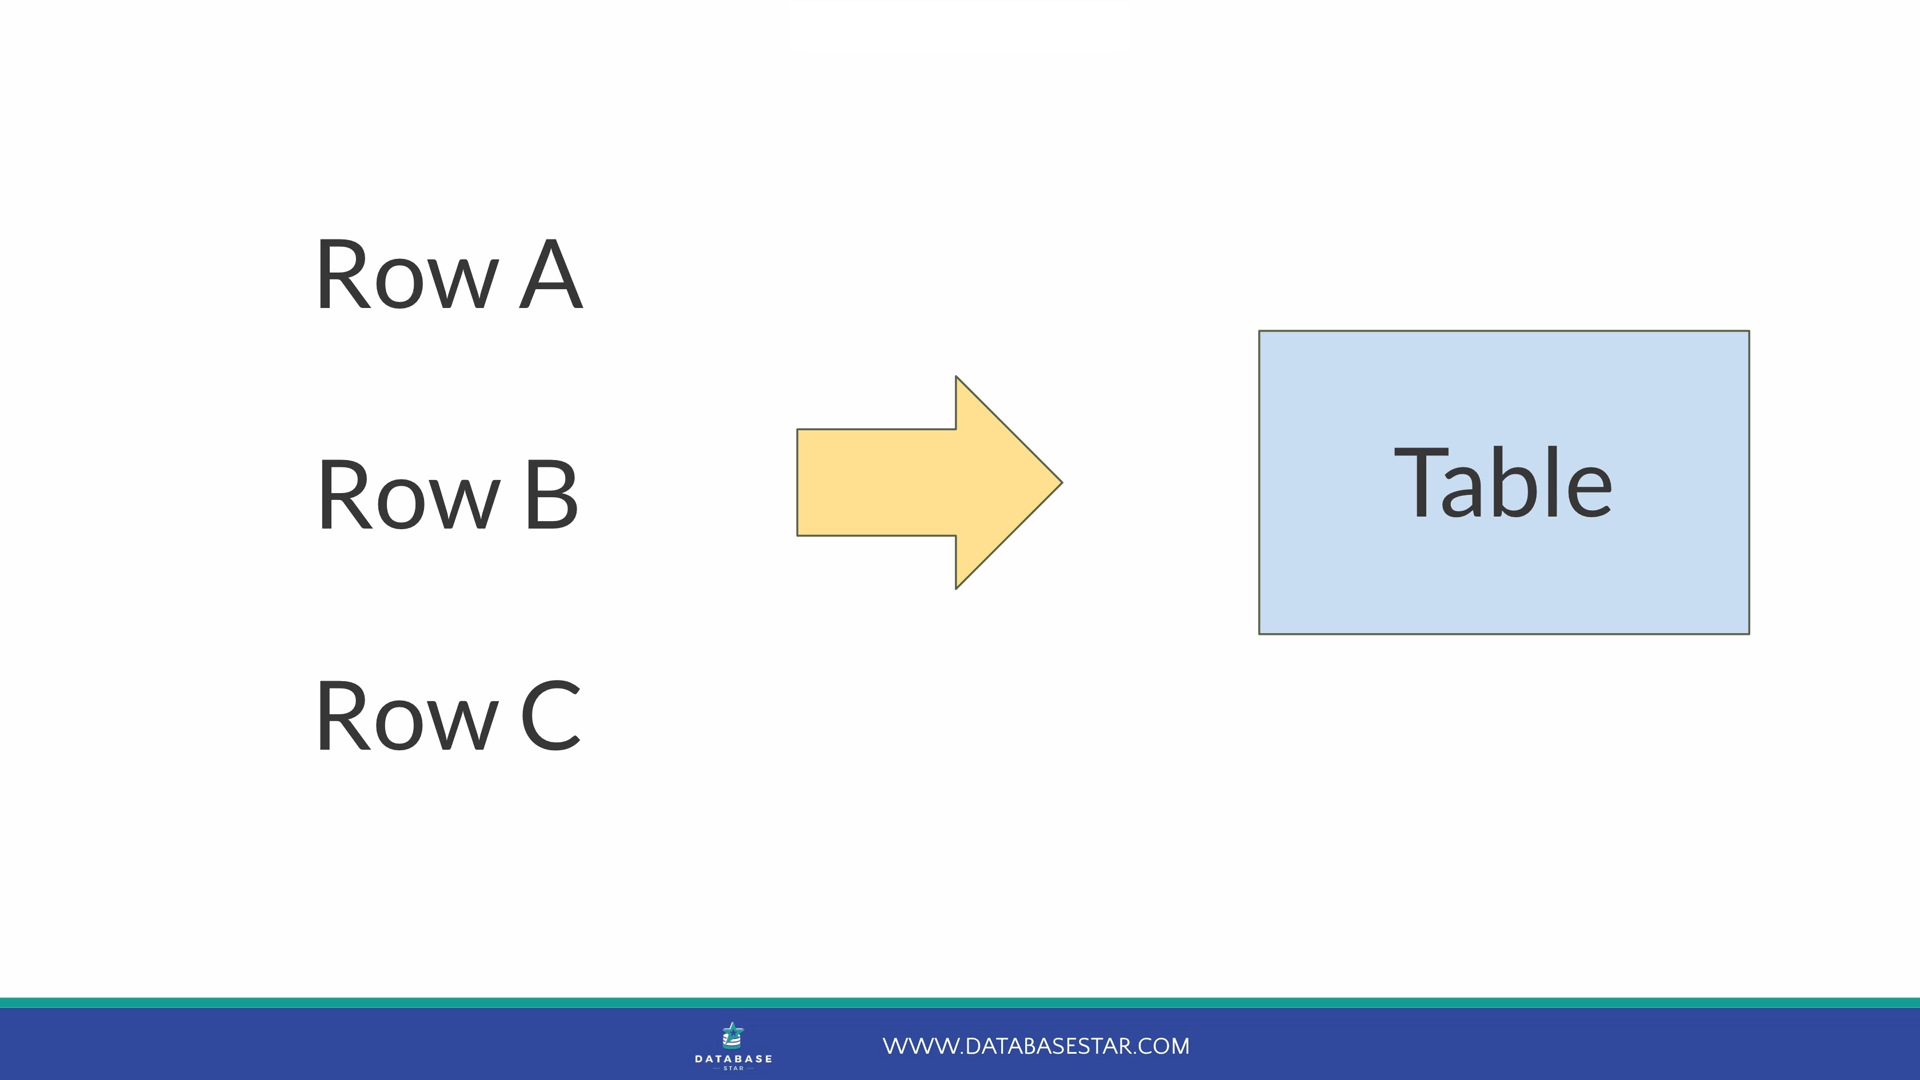 Row A
Row B
Row C
Table
DATABASE
STAR
WWW.DATABASESTAR.COM